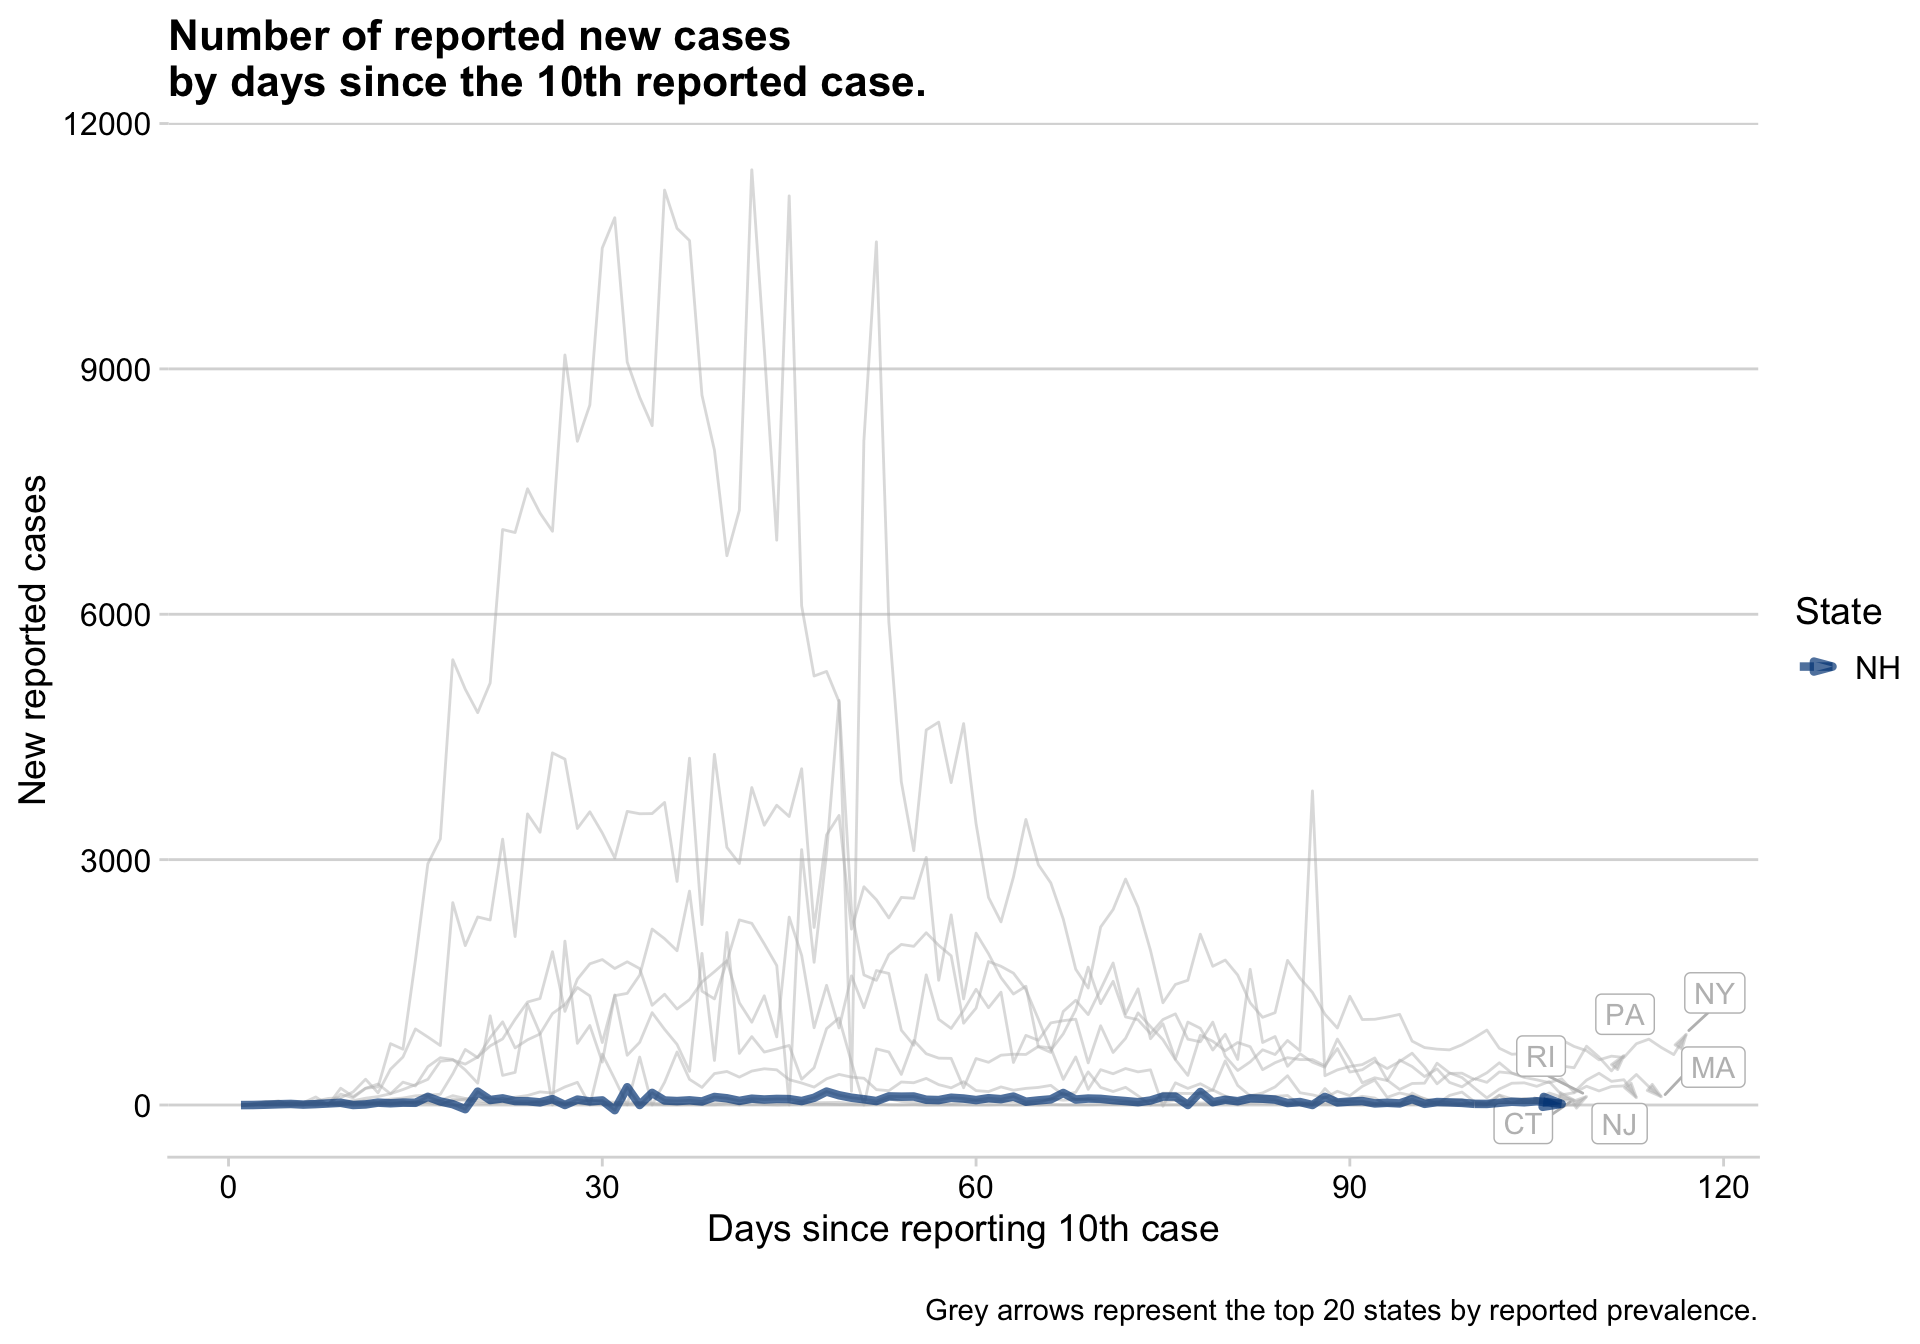 Number of reported new cases
by days since the 10th reported case.
12000
9000
6000
3000
0
New reported cases
State
NH
NY
PA
RI
MA
CT
NJ
0
30
60
90
120
Days since reporting 10th case
Grey arrows represent the top 20 states by reported prevalence.